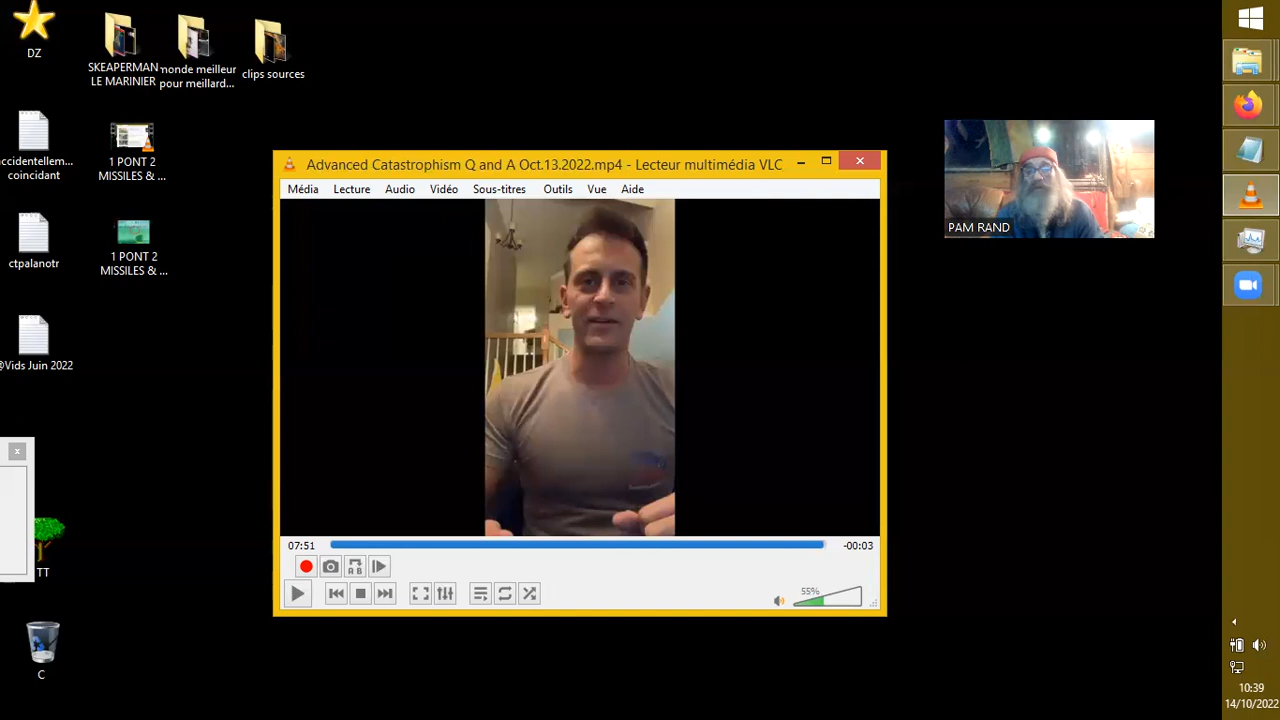 DZ
SKEAPERMAN
LE MARINIER
monde meilleur
pour meillard...
clips sources
accidentellem...
coincidant
1 PONT 2
MISSILES & ...
ctpalanotr
1 PONT 2
MISSILES & ...
@Vids Juin 2022
TT
C
Advanced Catastrophism Q and A Oct.13.2022.mp4 - Lecteur multimédia VLC
Média Lecture Audio Vidéo Sous-titres Outils Vue Aide
07:51
-00:03
A B
55%
PAM RAND
10:39
14/10/2022